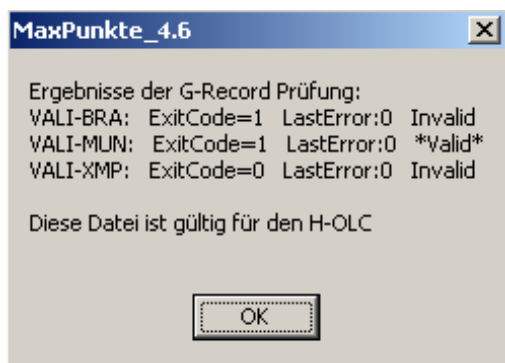 MaxPunkte_4.6
Ergebnisse der G-Record Prüfung:
VALI-BRA: ExitCode=1 LastError:0 Invalid
VALI-MUN: ExitCode=1 LastError:0 *Valid*
VALI-XMP: ExitCode=0 LastError:0 Invalid
Diese Datei ist gültig für den H-OLC
OK